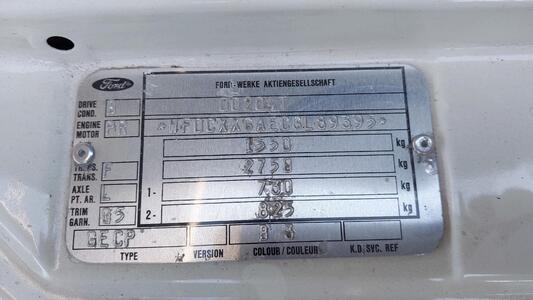 Ford
FORD-WERKE AKTIENGESELLSCHAFT
DRIVE
COND.
ENGINE
MOTOR
1550 kg
2750 kg
TRANS. F
AXLE
PT. AR. L
1- 730 kg
TRIM
GARN.
2- 825 kg
GECP
TYPE VERSION COLOUR/COULEUR K.D. SVC. REF